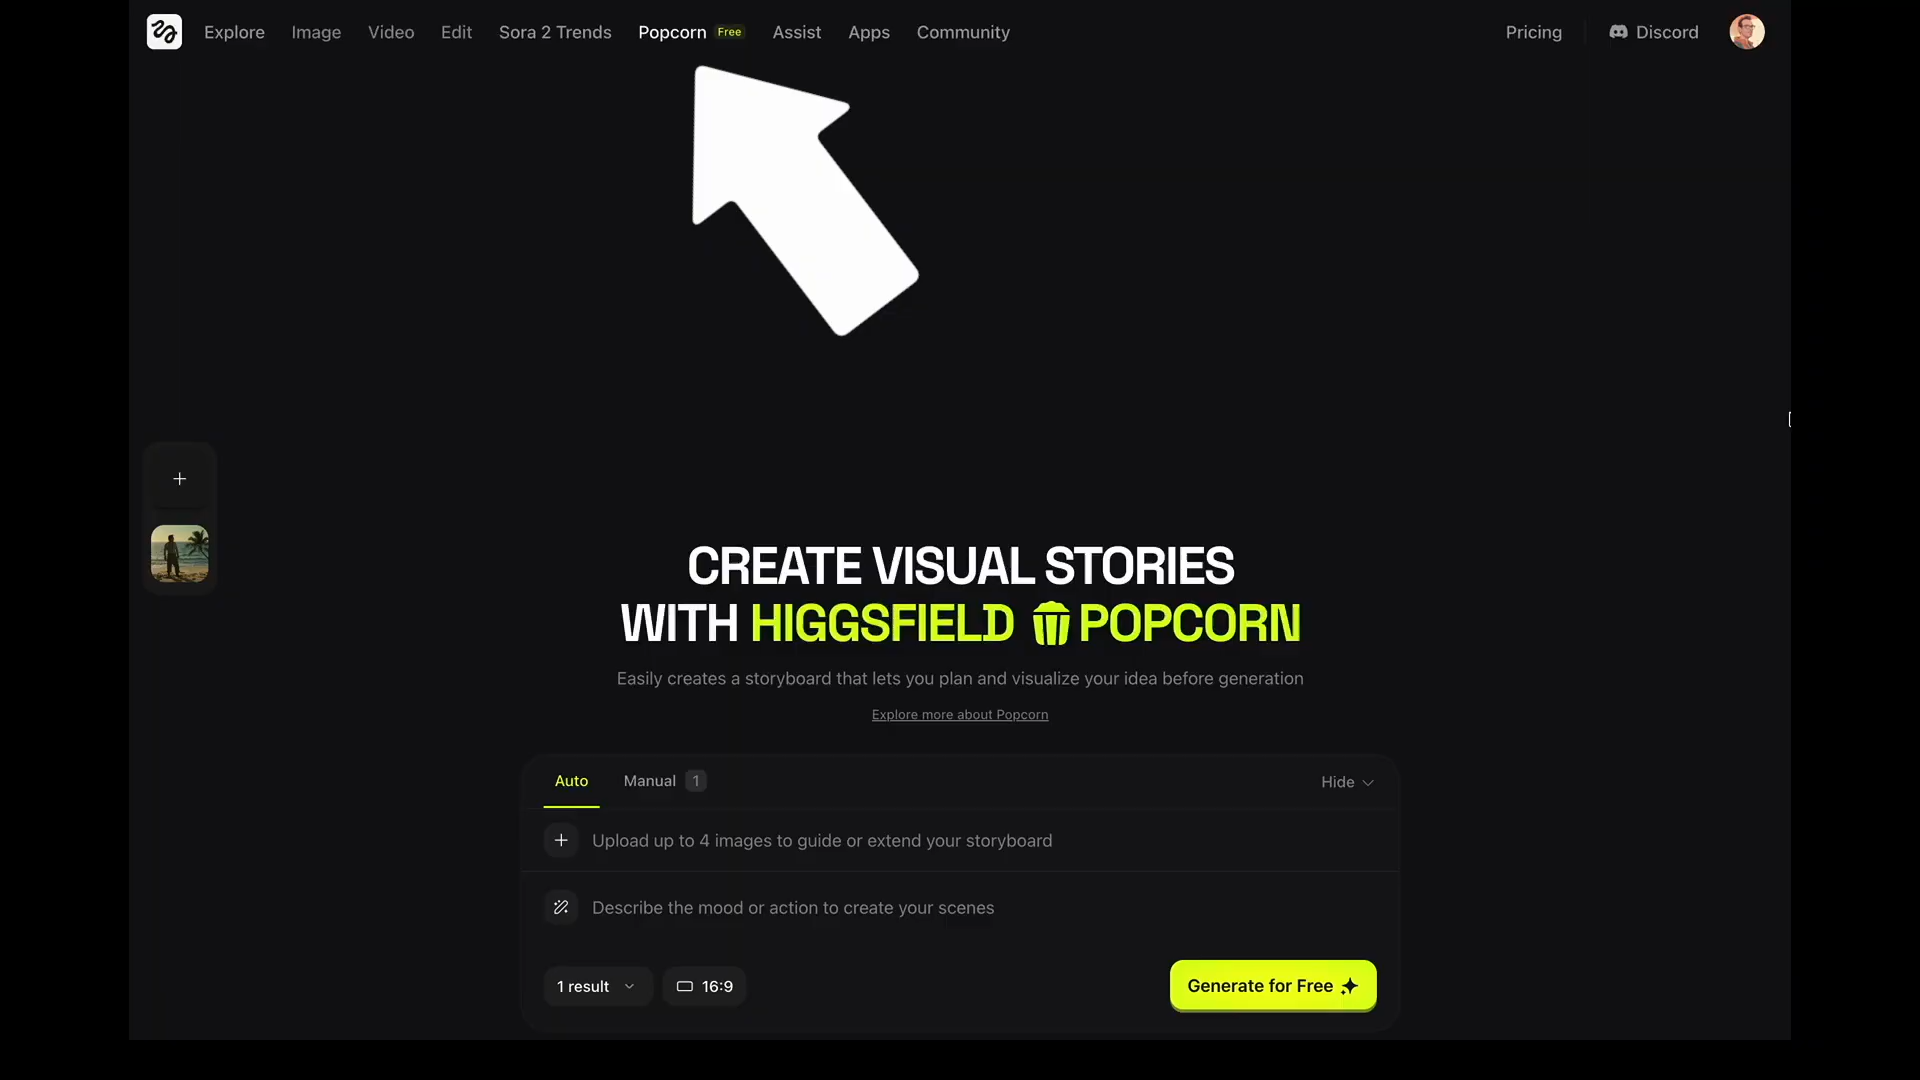 Explore Image Video Edit Sora 2 Trends Popcorn Free Assist Apps Community Pricing Discord
CREATE VISUAL STORIES
WITH HIGGSFIELD POPCORN
Easily creates a storyboard that lets you plan and visualize your idea before generation
Explore more about Popcorn
Auto Manual 1 Hide
Upload up to 4 images to guide or extend your storyboard
Describe the mood or action to create your scenes
1 result 16:9 Generate for Free